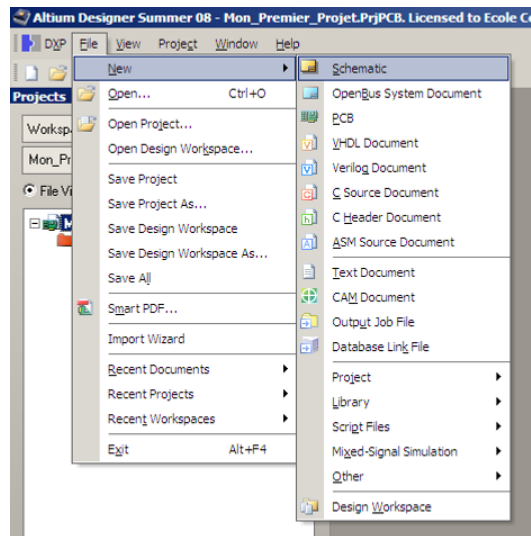 Altium Designer Summer 08 - Mon_Premier_Projet.PrjPCB. Licensed to Ecole
DXP File View Project Window Help
New
Open... Ctrl+O
Open Project...
Open Design Workspace...
Save Project
Save Project As...
Save Design Workspace
Save Design Workspace As...
Save All
Smart PDF...
Import Wizard
Recent Documents
Recent Projects
Recent Workspaces
Exit Alt+F4
Schematic
OpenBus System Document
PCB
VHDL Document
Verilog Document
C Source Document
C Header Document
ASM Source Document
Text Document
CAM Document
Output Job File
Database Link File
Project
Library
Script Files
Mixed-Signal Simulation
Other
Design Workspace
Projects
Worksp
Mon_Pr
File Vi